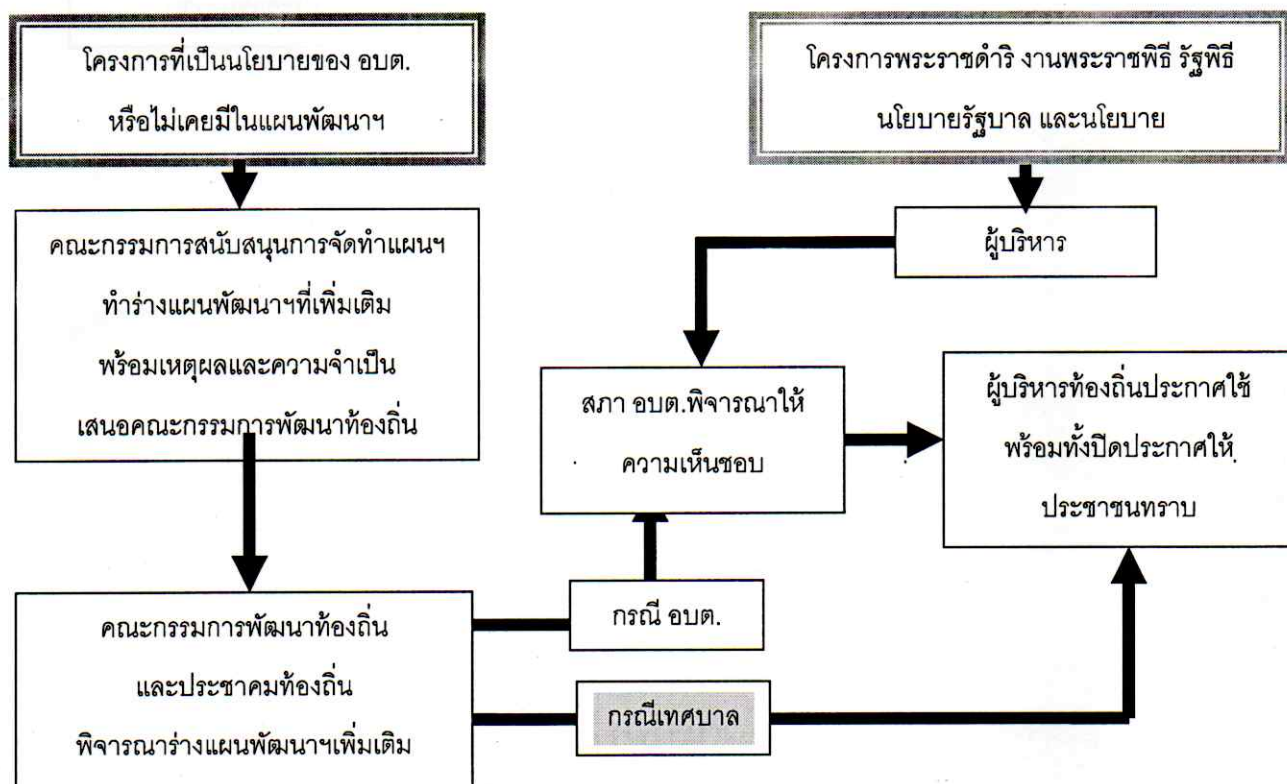 โครงการที่เป็นนโยบายของ อบต.
หรือไม่เคยมีในแผนพัฒนาฯ
โครงการพระราชดำริ งานพระราชพิธี รัฐพิธี
นโยบายรัฐบาล และนโยบาย
คณะกรรมการสนับสนุนการจัดทำแผนฯ
ทำร่างแผนพัฒนาฯที่เพิ่มเติม
พร้อมเหตุผลและความจำเป็น
เสนอคณะกรรมการพัฒนาท้องถิ่น
ผู้บริหาร
สภา อบต.พิจารณาให้
ความเห็นชอบ
ผู้บริหารท้องถิ่นประกาศใช้
พร้อมทั้งปิดประกาศให้
ประชาชนทราบ
คณะกรรมการพัฒนาท้องถิ่น
และประชาคมท้องถิ่น
พิจารณาร่างแผนพัฒนาฯเพิ่มเติม
กรณี อบต.
กรณีเทศบาล